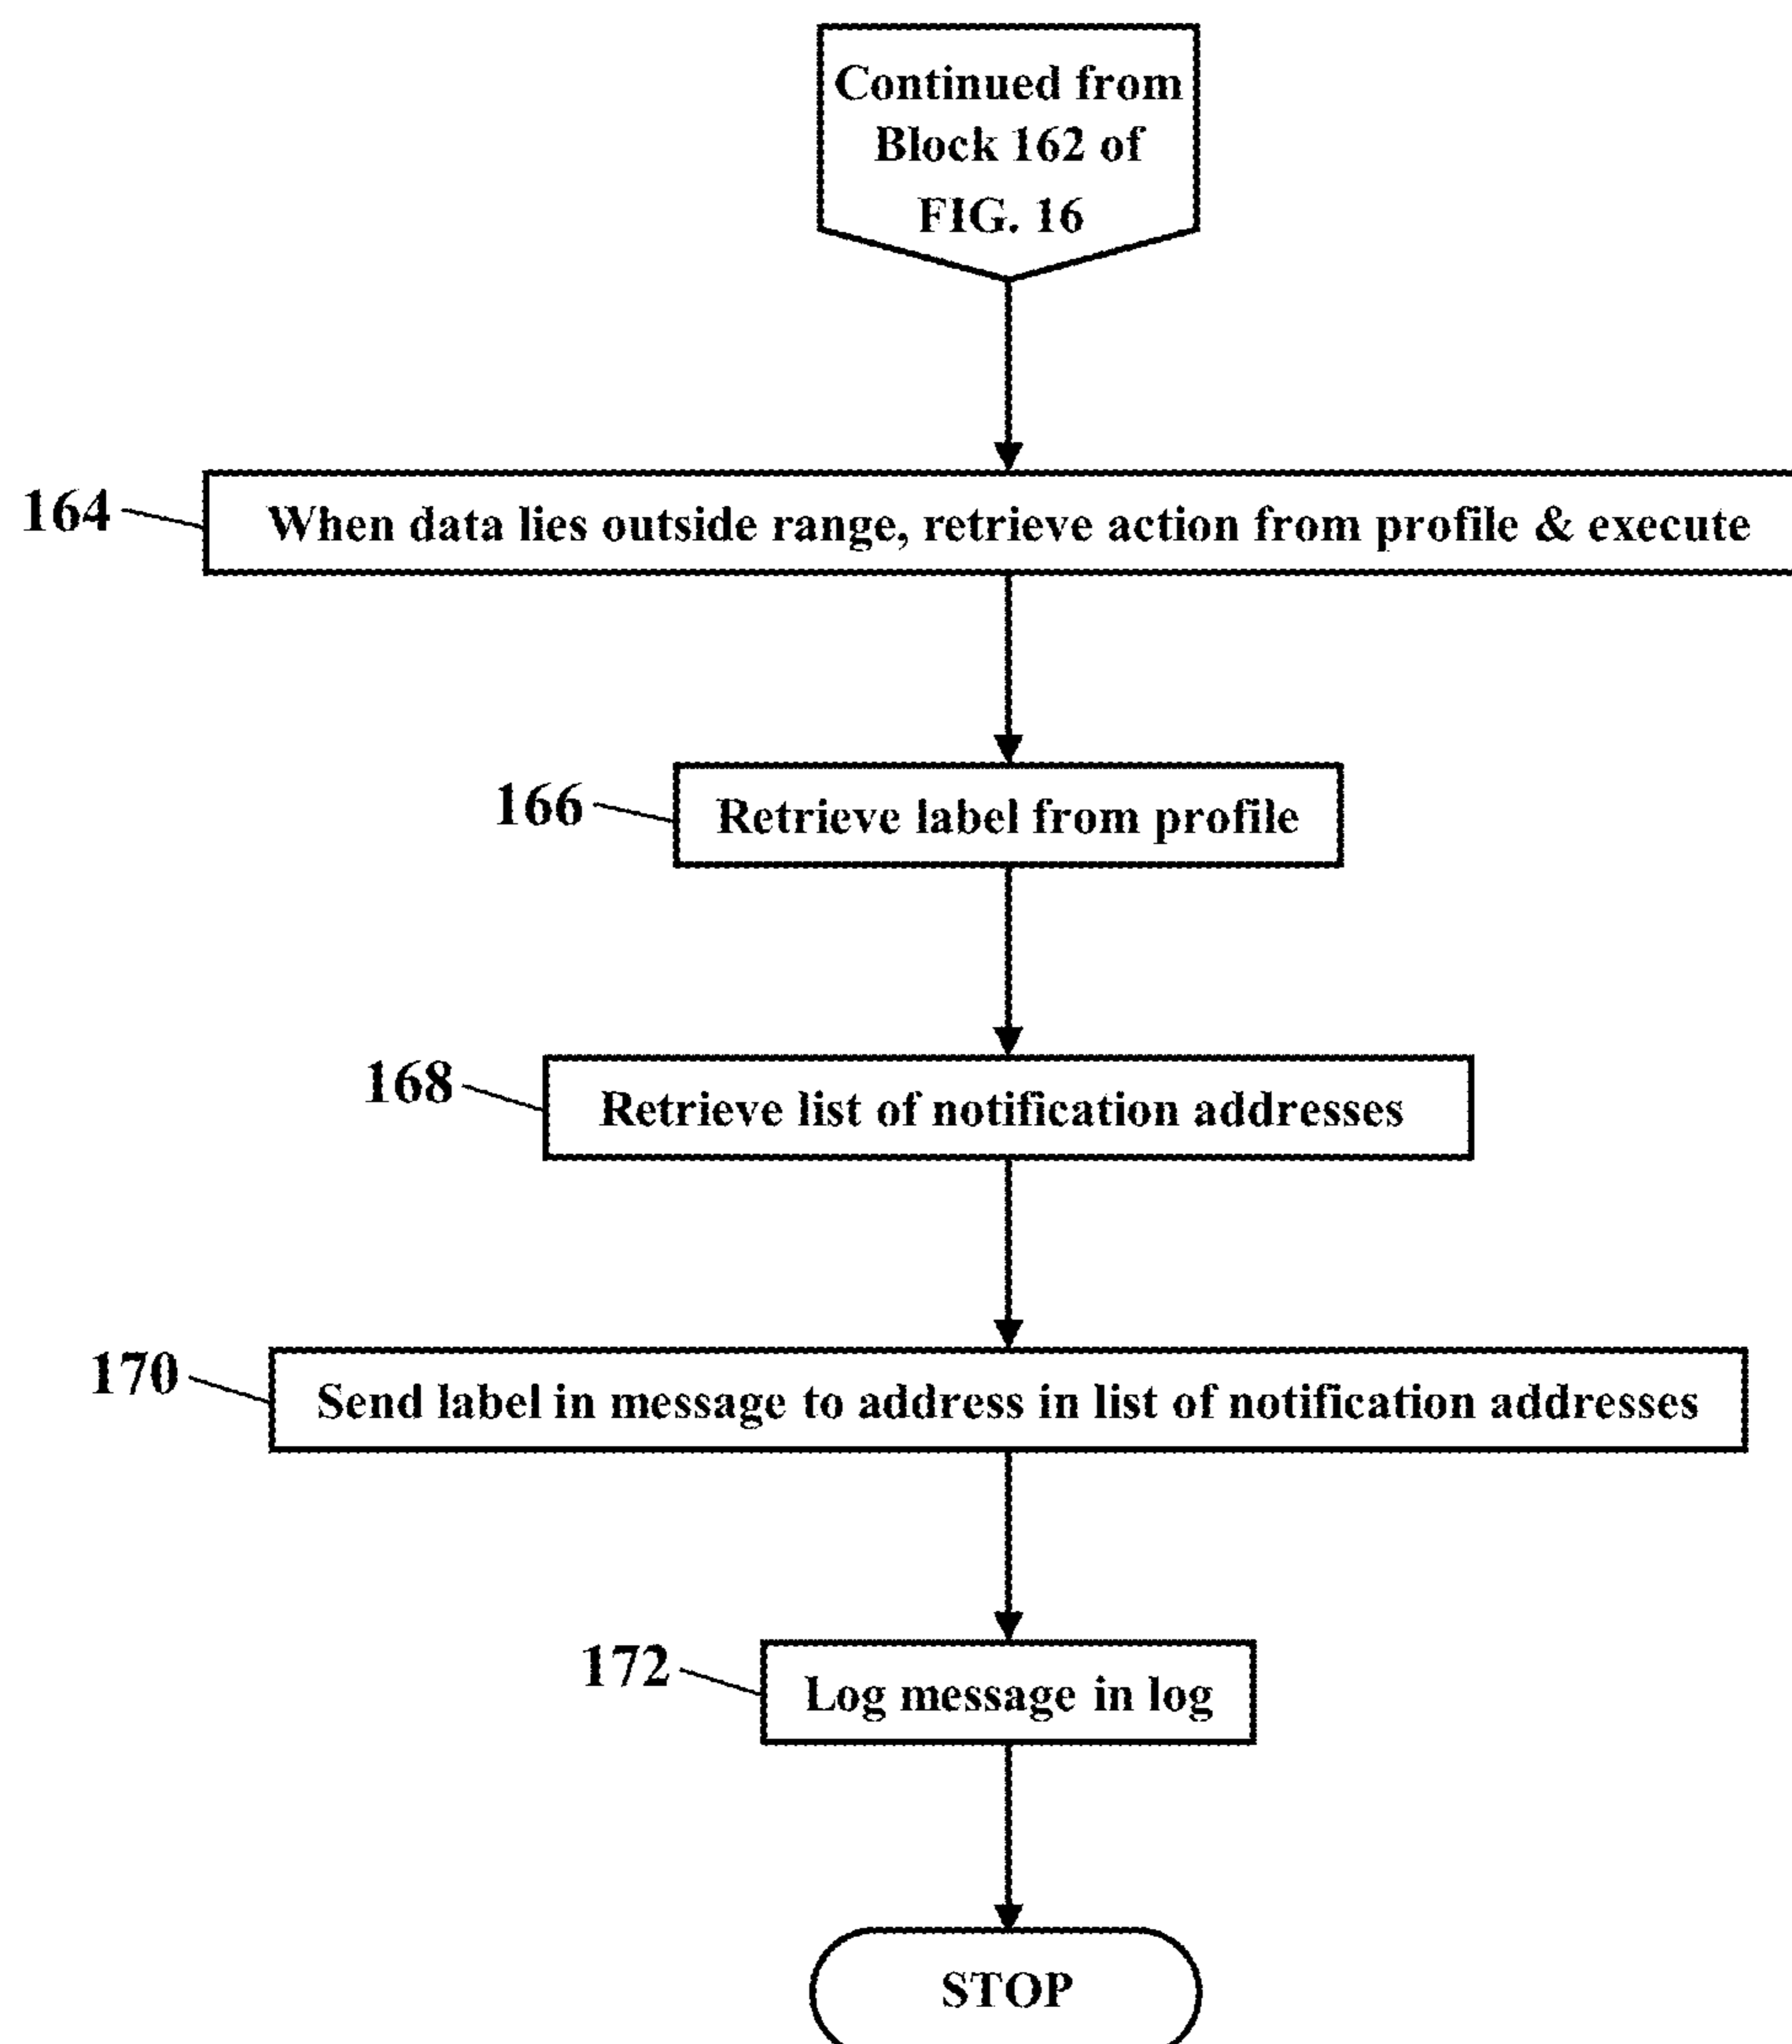 Continued from
Block 162 of
FIG. 16
164
When data lies outside range, retrieve action from profile & execute
166
Retrieve label from profile
168
Retrieve list of notification addresses
170
Send label in message to address in list of notification addresses
172
Log message in log
STOP